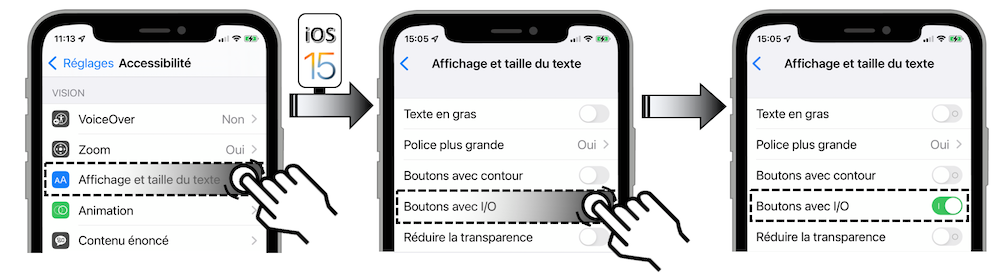 11:13
Réglages Accessibilité
VISION
VoiceOver Non
Zoom Oui
AA Affichage et taille du texte
Animation
Contenu énoncé
iOS
15
15:05
Affichage et taille du texte
Texte en gras
Police plus grande Oui
Boutons avec contour
Boutons avec I/O
Réduire la transparence
15:05
Affichage et taille du texte
Texte en gras
Police plus grande Oui
Boutons avec contour
Boutons avec I/O
Réduire la transparence